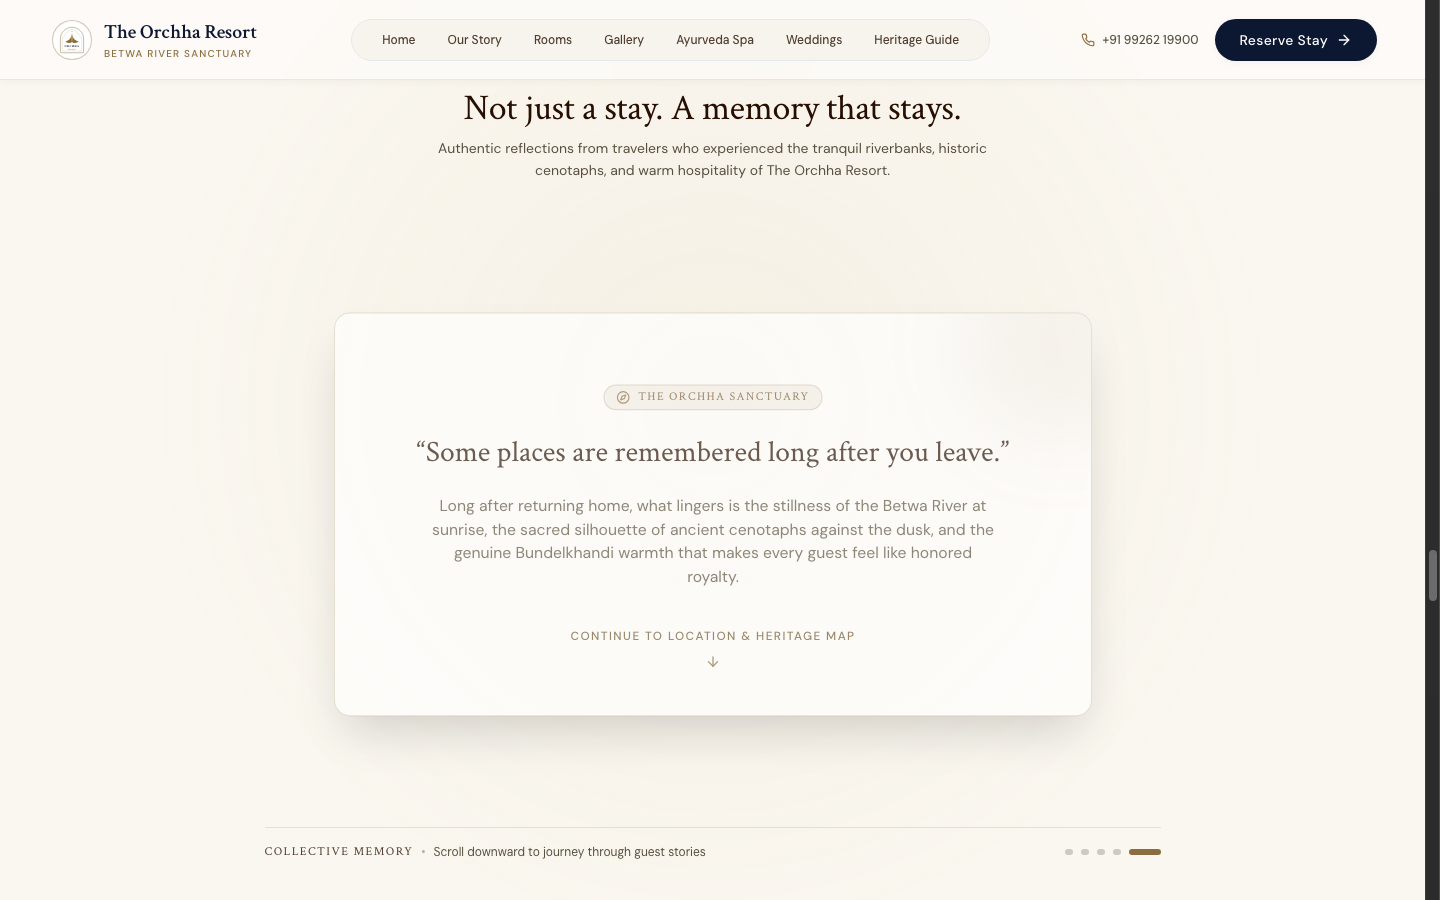 The Orchha Resort
BETWA RIVER SANCTUARY
Home
Our Story
Rooms
Gallery
Ayurveda Spa
Weddings
Heritage Guide
+91 99262 19900
Reserve Stay
Not just a stay. A memory that stays.
Authentic reflections from travelers who experienced the tranquil riverbanks, historic
cenotaphs, and warm hospitality of The Orchha Resort.
THE ORCHHA SANCTUARY
“Some places are remembered long after you leave.”
Long after returning home, what lingers is the stillness of the Betwa River at
sunrise, the sacred silhouette of ancient cenotaphs against the dusk, and the
genuine Bundelkhandi warmth that makes every guest feel like honored
royalty.
CONTINUE TO LOCATION & HERITAGE MAP
COLLECTIVE MEMORY • Scroll downward to journey through guest stories